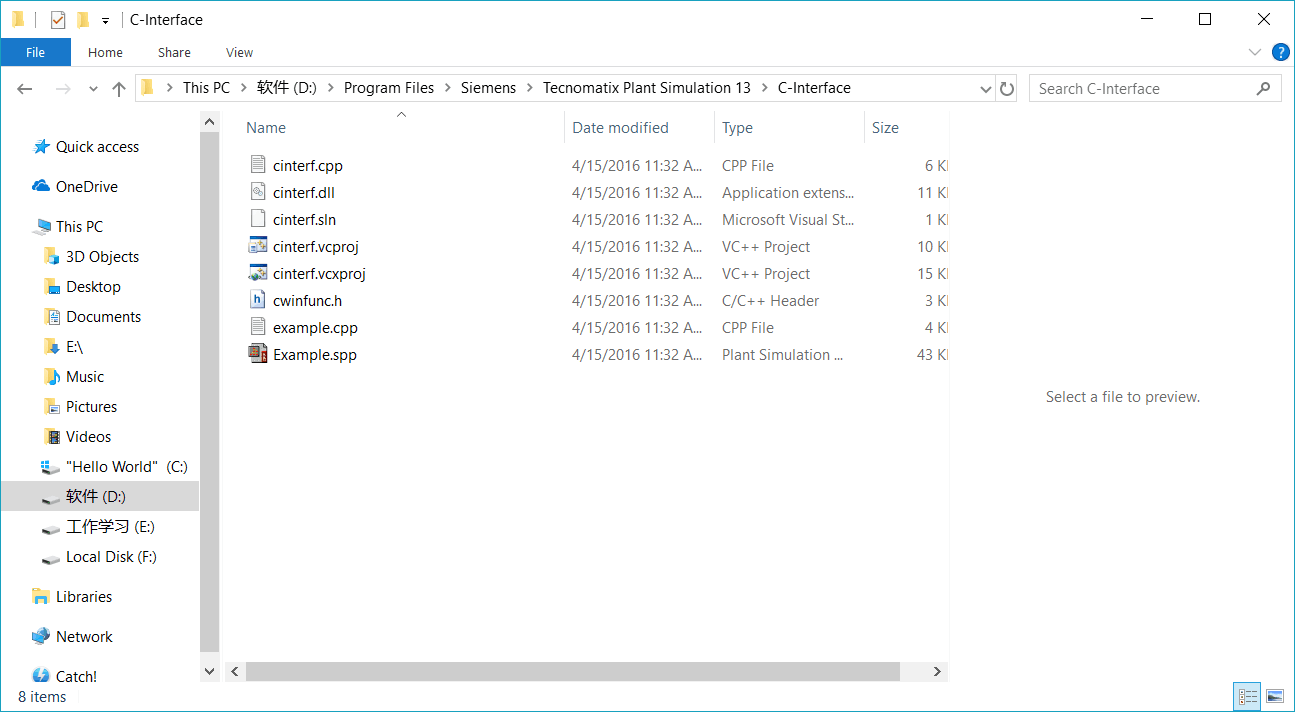 C-Interface
File Home Share View
This PC 软件 (D:) Program Files Siemens Tecnomatix Plant Simulation 13 C-Interface Search C-Interface
Name Date modified Type Size
Quick access
OneDrive
This PC
3D Objects
Desktop
Documents
E:\
Music
Pictures
Videos
"Hello World" (C:)
软件 (D:)
工作学习 (E:)
Local Disk (F:)
Libraries
Network
Catch!
cinterf.cpp 4/15/2016 11:32 A... CPP File 6 K
cinterf.dll 4/15/2016 11:32 A... Application extens... 11 K
cinterf.sln 4/15/2016 11:32 A... Microsoft Visual St... 1 K
cinterf.vcproj 4/15/2016 11:32 A... VC++ Project 10 K
cinterf.vcxproj 4/15/2016 11:32 A... VC++ Project 15 K
cwinfunc.h 4/15/2016 11:32 A... C/C++ Header 3 K
example.cpp 4/15/2016 11:32 A... CPP File 4 K
Example.spp 4/15/2016 11:32 A... Plant Simulation ... 43 K
Select a file to preview.
8 items